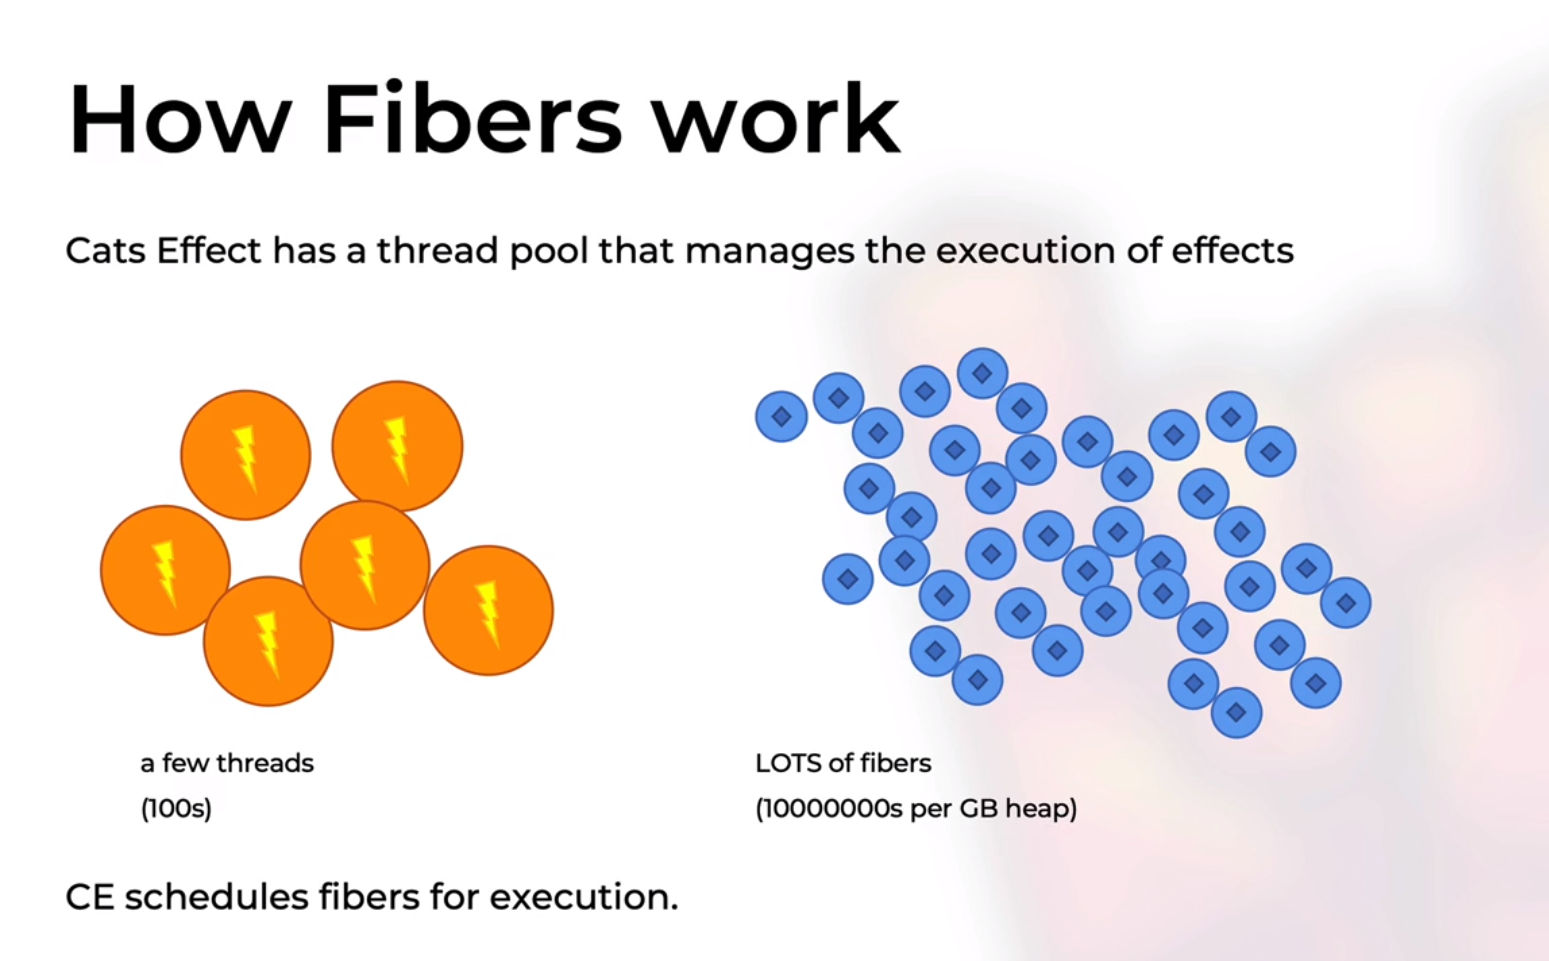 How Fibers work
Cats Effect has a thread pool that manages the execution of effects
a few threads
(100s)
LOTS of fibers
(10000000s per GB heap)
CE schedules fibers for execution.